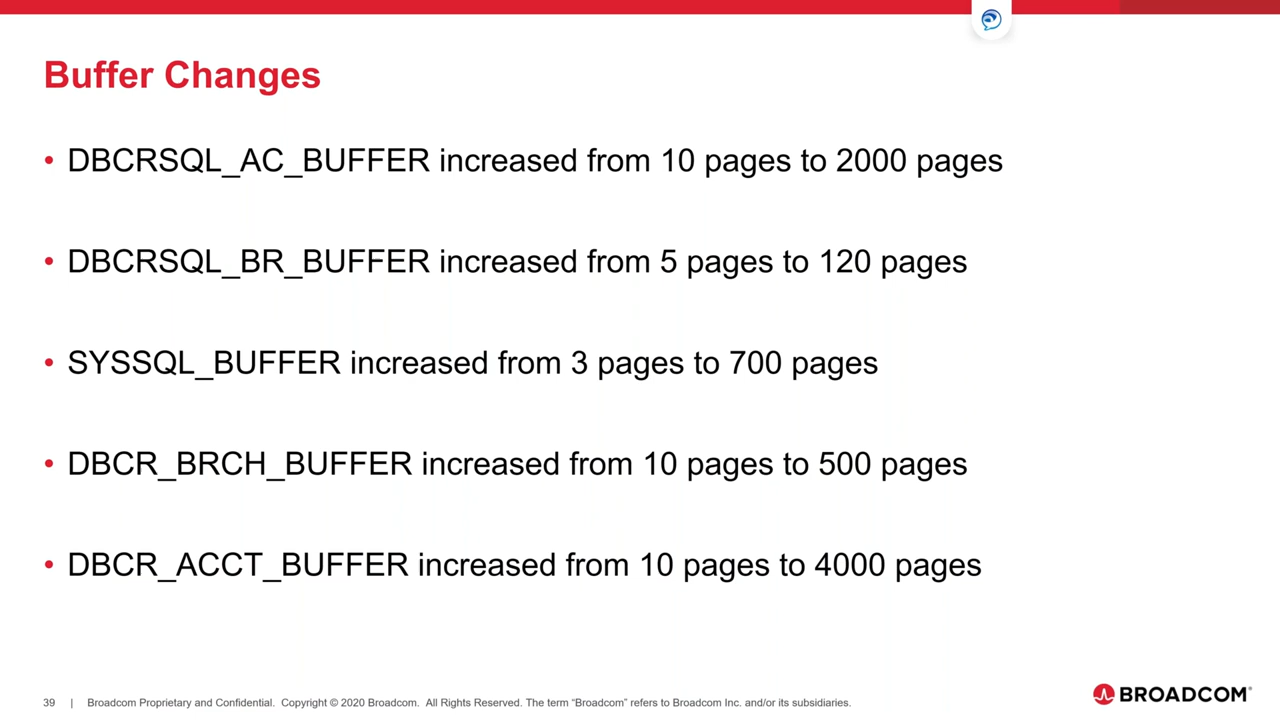 Buffer Changes
• DBCRSQL_AC_BUFFER increased from 10 pages to 2000 pages
• DBCRSQL_BR_BUFFER increased from 5 pages to 120 pages
• SYSSQL_BUFFER increased from 3 pages to 700 pages
• DBCR_BRCH_BUFFER increased from 10 pages to 500 pages
• DBCR_ACCT_BUFFER increased from 10 pages to 4000 pages
39 | Broadcom Proprietary and Confidential. Copyright © 2020 Broadcom. All Rights Reserved. The term “Broadcom” refers to Broadcom Inc. and/or its subsidiaries.
BROADCOM®